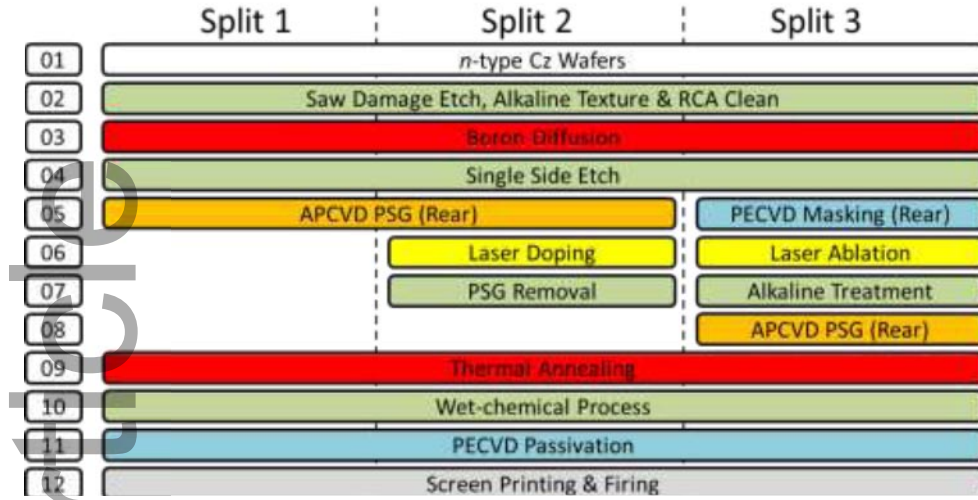 Split 1 Split 2 Split 3
01 n-type Cz Wafers
02 Saw Damage Etch, Alkaline Texture & RCA Clean
03 Boron Diffusion
04 Single Side Etch
05 APCVD PSG (Rear) PECVD Masking (Rear)
06 Laser Doping Laser Ablation
07 PSG Removal Alkaline Treatment
08 APCVD PSG (Rear)
09 Thermal Annealing
10 Wet-chemical Process
11 PECVD Passivation
12 Screen Printing & Firing